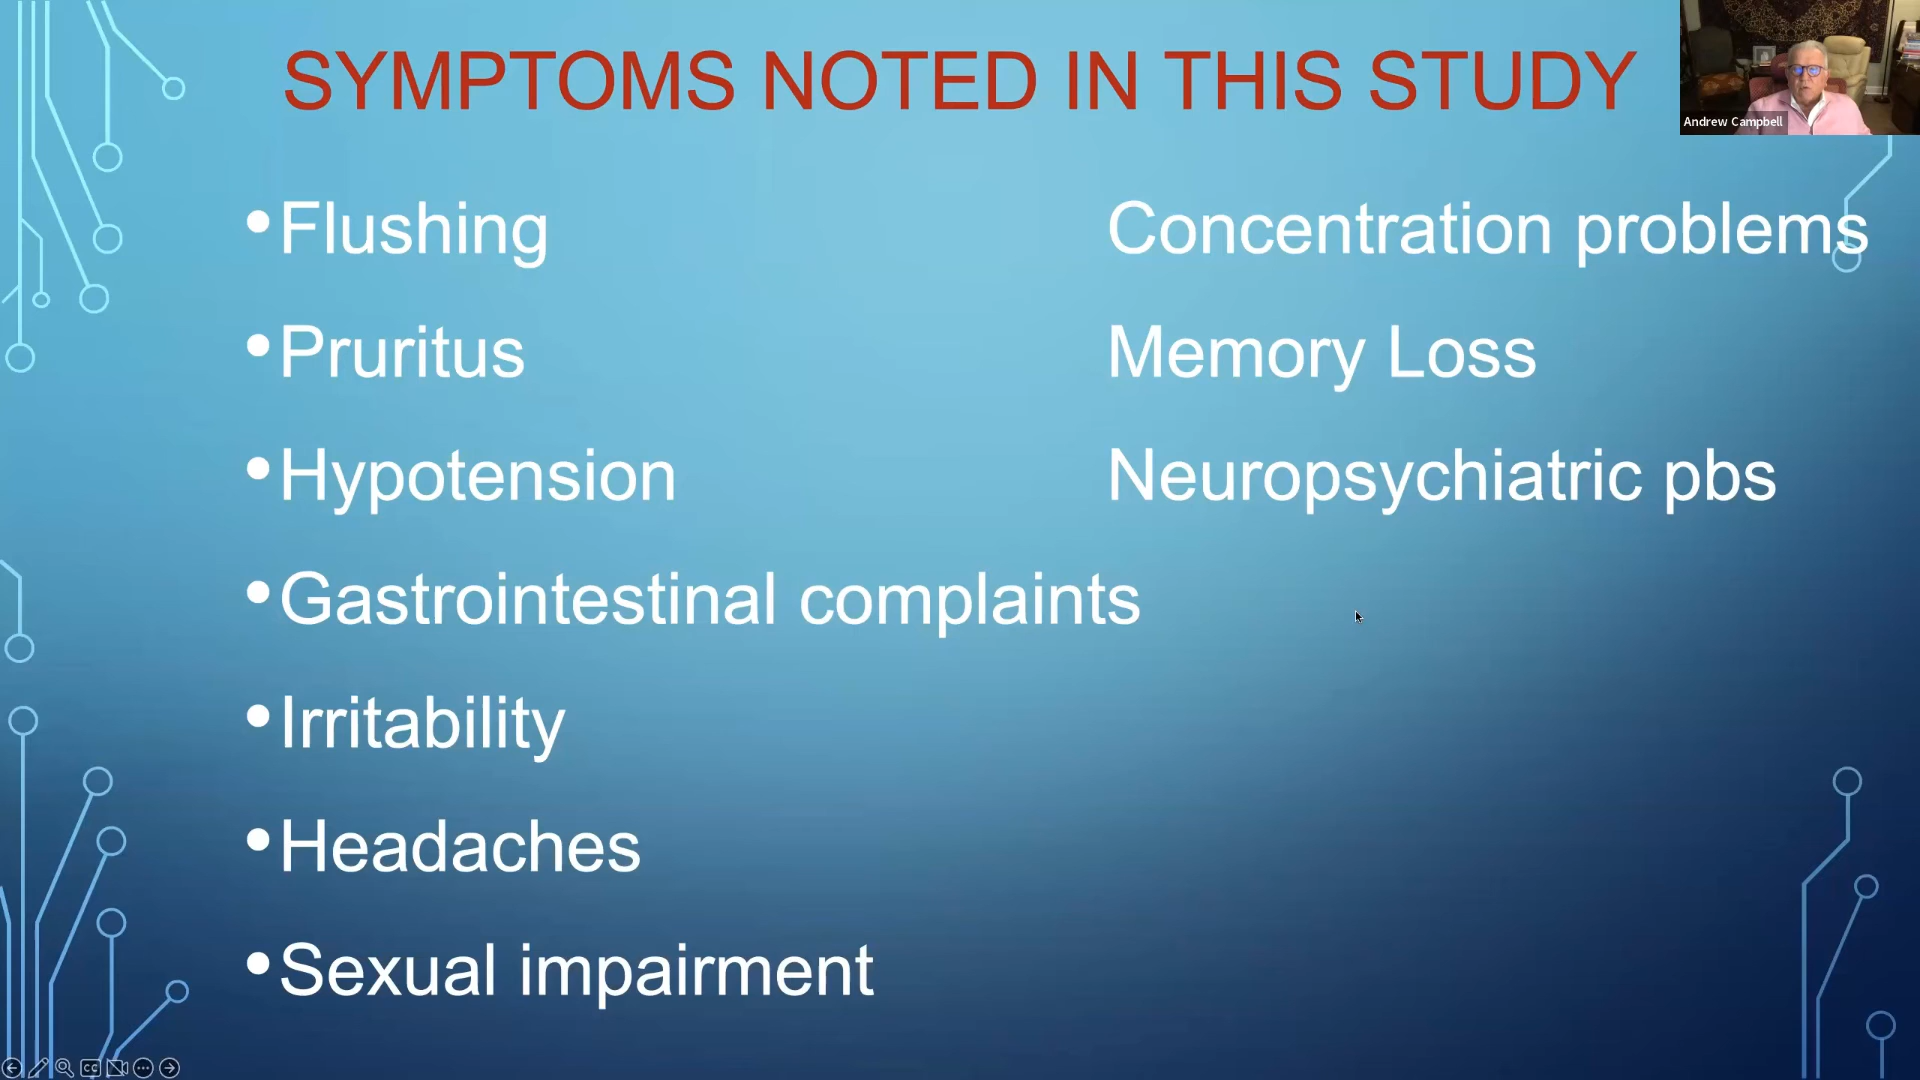 SYMPTOMS NOTED IN THIS STUDY
Andrew Campbell
•Flushing
•Pruritus
•Hypotension
•Gastrointestinal complaints
•Irritability
•Headaches
•Sexual impairment
Concentration problems
Memory Loss
Neuropsychiatric pbs
CC